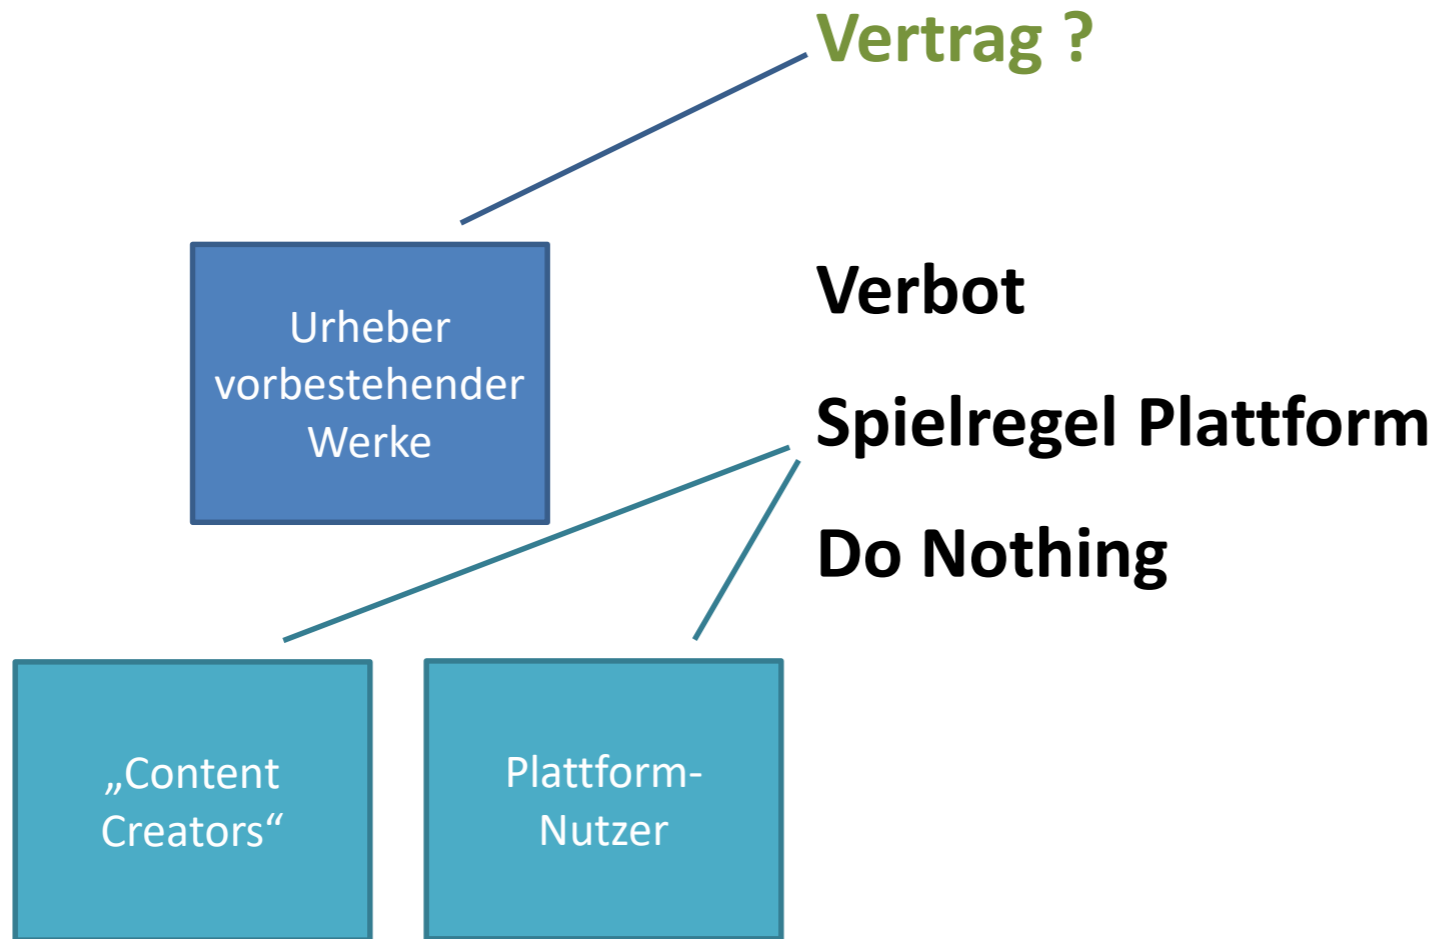 Vertrag ?
Urheber
vorbestehender
Werke
Verbot
Spielregel Plattform
Do Nothing
„Content
Creators“
Plattform-
Nutzer